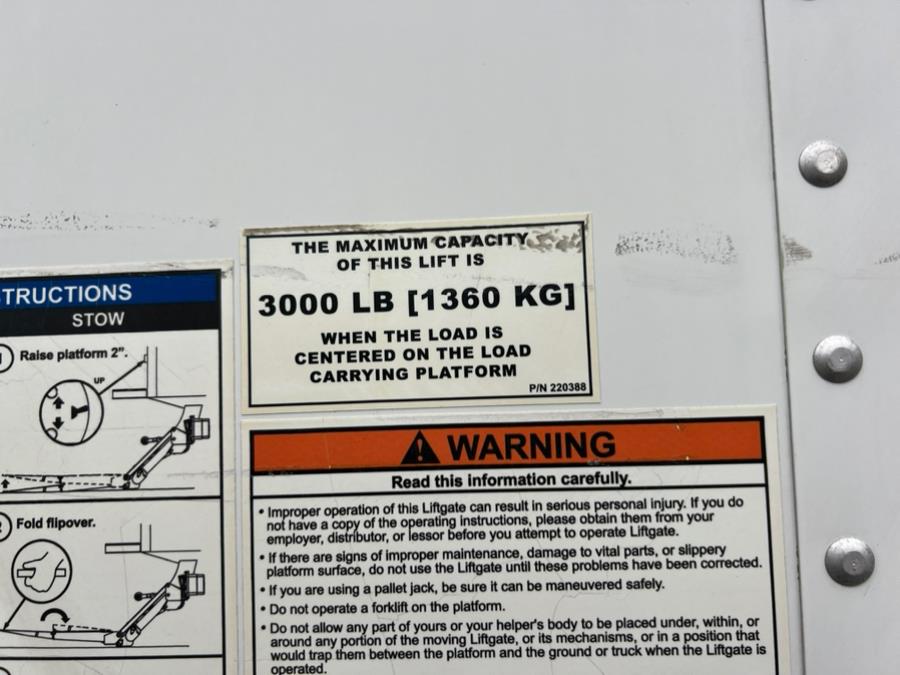 THE MAXIMUM CAPACITY
OF THIS LIFT IS
3000 LB [1360 KG]
WHEN THE LOAD IS
CENTERED ON THE LOAD
CARRYING PLATFORM
P/N 220388
TRUCTIONS
STOW
Raise platform 2".
UP
Fold flipover.
WARNING
Read this information carefully.
• Improper operation of this Liftgate can result in serious personal injury. If you do
not have a copy of the operating instructions, please obtain them from your
employer, distributor, or lessor before you attempt to operate Liftgate.
• If there are signs of improper maintenance, damage to vital parts, or slippery
platform surface, do not use the Liftgate until these problems have been corrected.
• If you are using a pallet jack, be sure it can be maneuvered safely.
• Do not operate a forklift on the platform.
• Do not allow any part of yours or your helper's body to be placed under, within, or
around any portion of the moving Liftgate, or its mechanisms, or in a position that
would trap them between the platform and the ground or truck when the Liftgate is
operated.